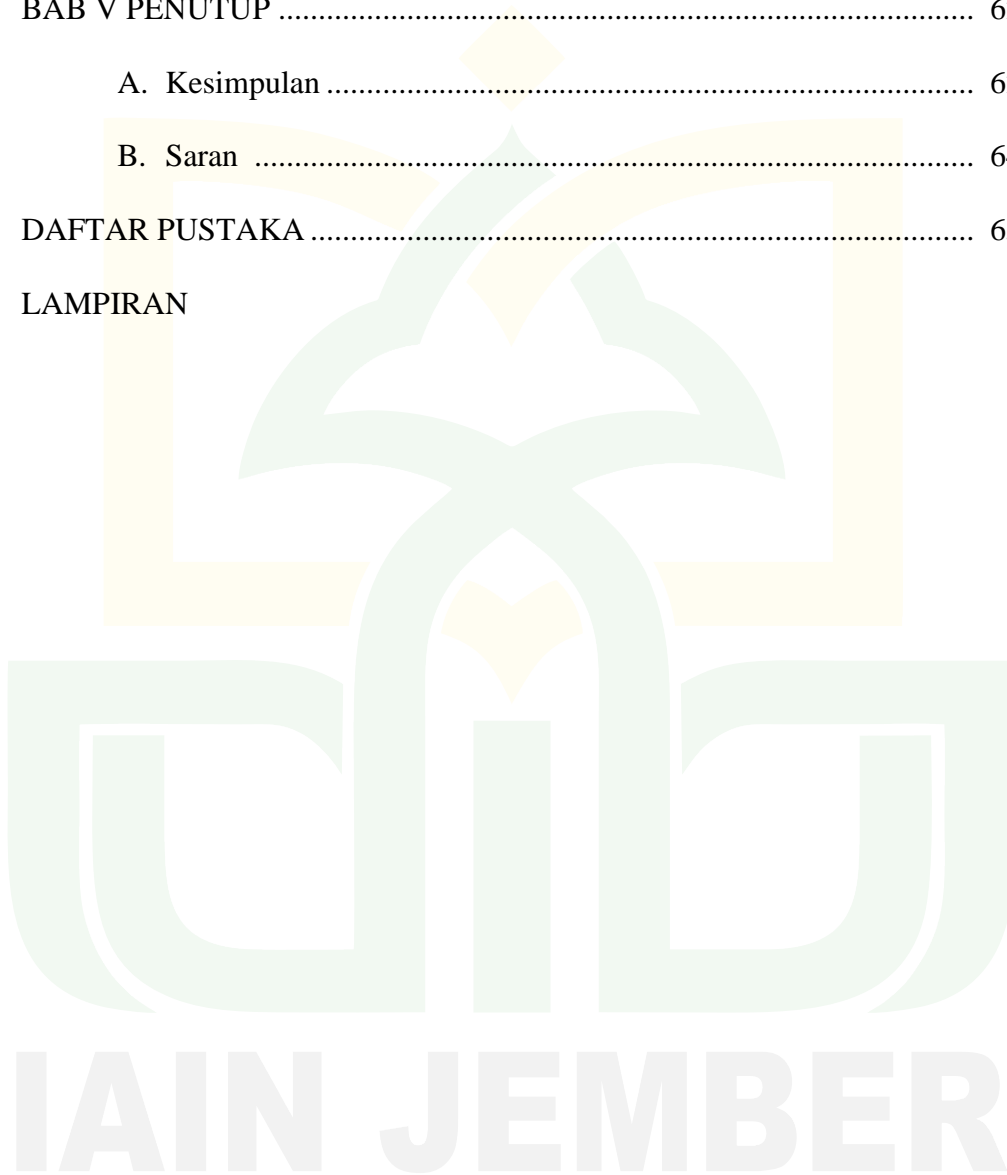 BAB V PENUTUP ........................................................................................ 6
A. Kesimpulan ................................................................................. 6
B. Saran .......................................................................................... 6
DAFTAR PUSTAKA ................................................................................... 6
LAMPIRAN
IAIN JEMBER